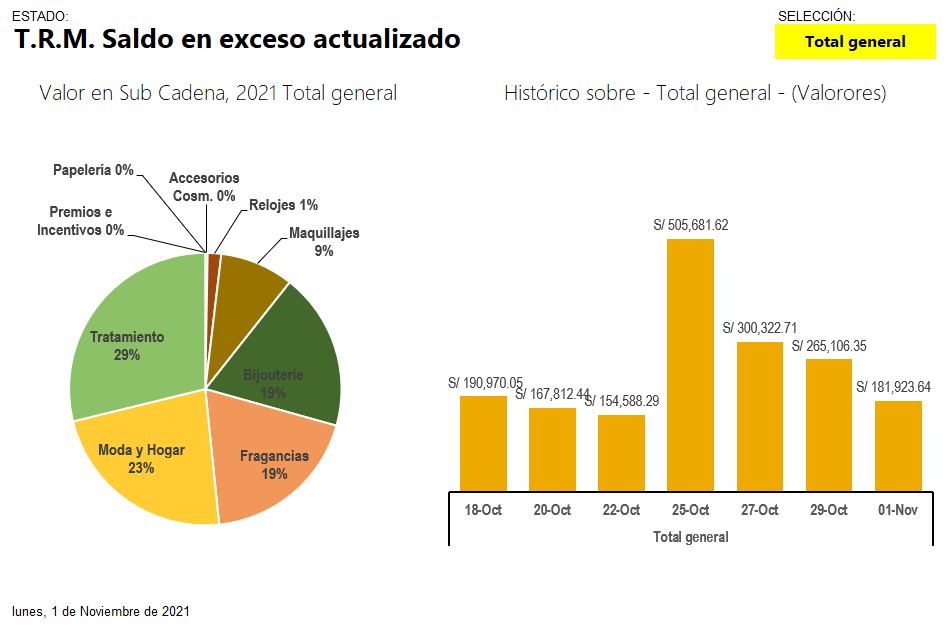 ESTADO:
T.R.M. Saldo en exceso actualizado
SELECCIÓN:
Total general
Valor en Sub Cadena, 2021 Total general
Papelería 0%
Accesorios
Cosm. 0%
Relojes 1%
Premios e
Incentivos 0%
Maquillajes
9%
Tratamiento
29%
Bijouterie
19%
Moda y Hogar
23%
Fragancias
19%
Histórico sobre - Total general - (Valorores)
S/ 505,681.62
S/ 300,322.71
S/ 265,106.35
S/ 190,970.05
S/ 167,812.44
S/ 154,588.29
S/ 181,923.64
18-Oct 20-Oct 22-Oct 25-Oct 27-Oct 29-Oct 01-Nov
Total general
lunes, 1 de Noviembre de 2021